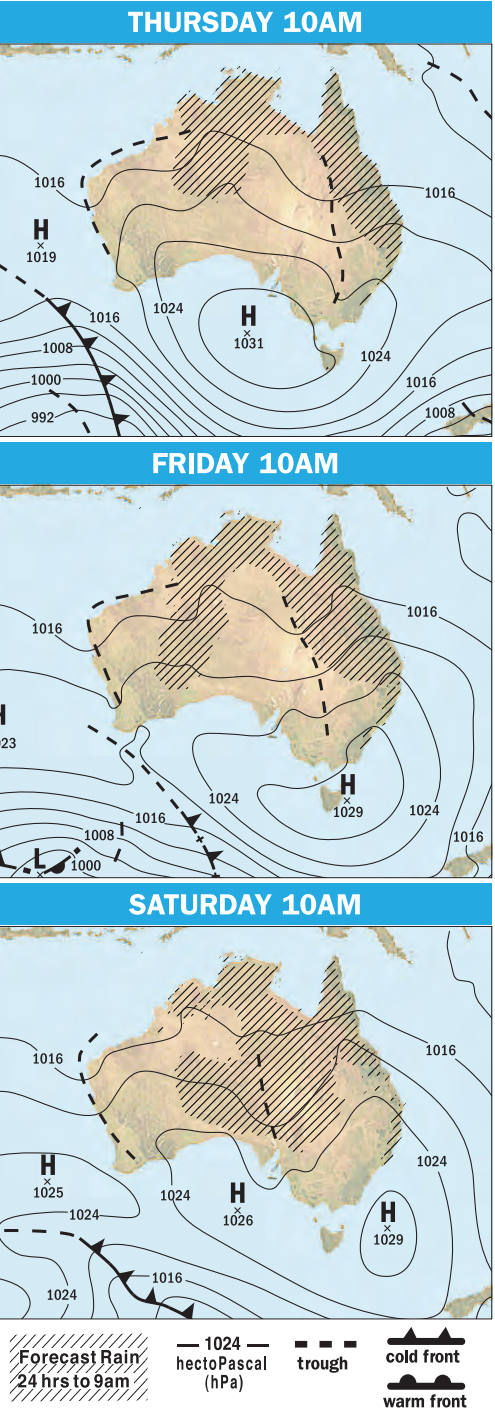 THURSDAY 10AM
1016
1016
H
1019
1024
H
1031
1016
1024
1008
1016
1000
1008
992
FRIDAY 10AM
1016
1016
H
23
H
1029
1024
1024
1016
1008
1016
L
1000
SATURDAY 10AM
1016
1016
H
1025
1024
H
1026
1024
H
1029
1024
1016
1024
Forecast Rain
24 hrs to 9am
1024
hectoPascal
(hPa)
trough
cold front
warm front